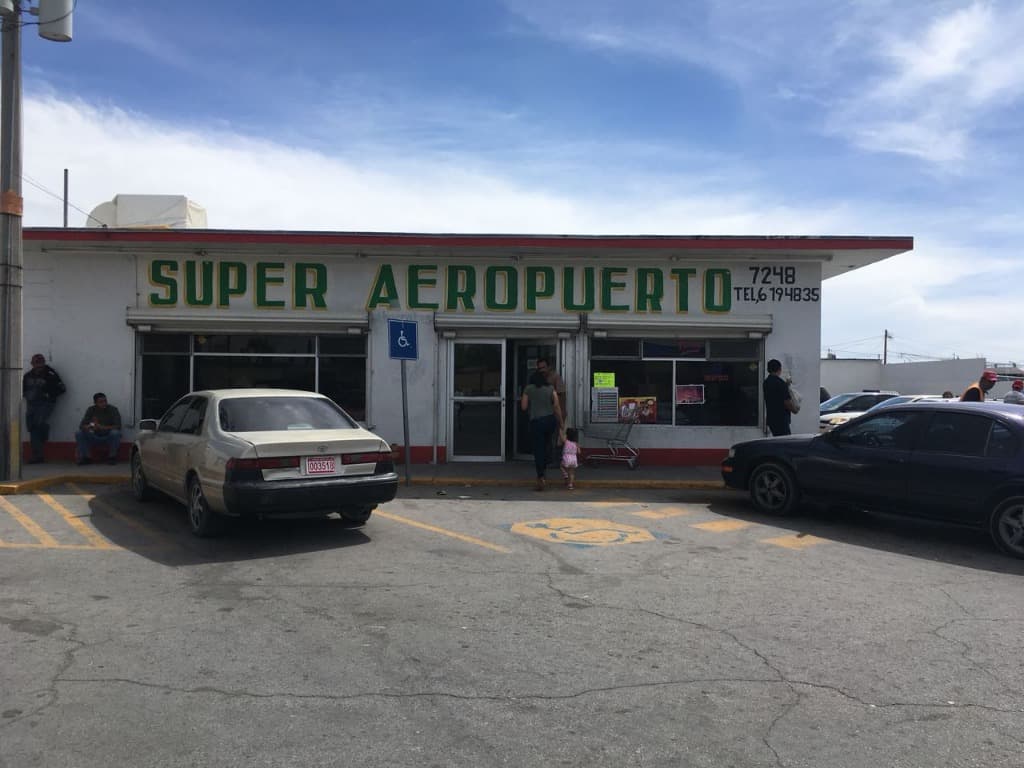 SUPER AEROPUERTO
7248
TEL,6194835
003518